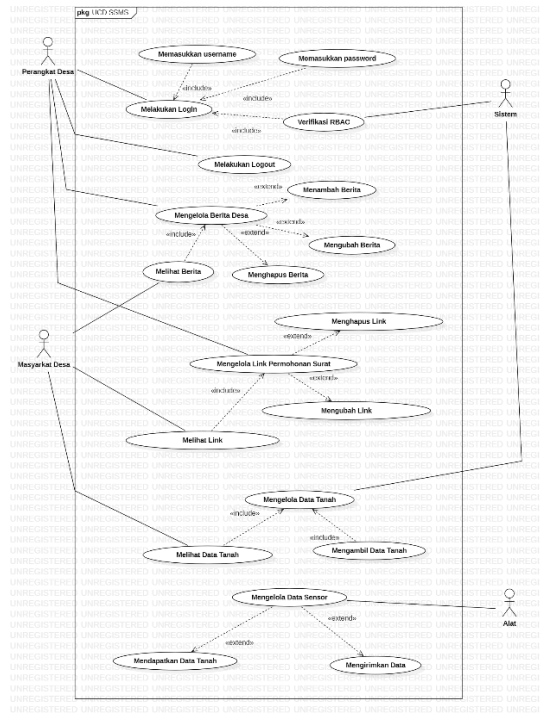 pkg UCD SSMS
Memasukkan username
Memasukkan password
Perangkat Desa
«include»
«include»
Melakukan Login
Verifikasi RBAC
Sistem
«include»
Melakukan Logout
«extend»
Menambah Berita
Mengelola Berita Desa
«extend»
«include»
«extend»
Mengubah Berita
Melihat Berita
Menghapus Berita
Menghapus Link
«extend»
Masyarkat Desa
Mengelola Link Permohonan Surat
«extend»
«include»
Mengubah Link
Melihat Link
Mengelola Data Tanah
«include»
«include»
Melihat Data Tanah
Mengambil Data Tanah
Mengelola Data Sensor
Alat
«extend»
«extend»
Mendapatkan Data Tanah
Mengirimkan Data
UNREGISTERED